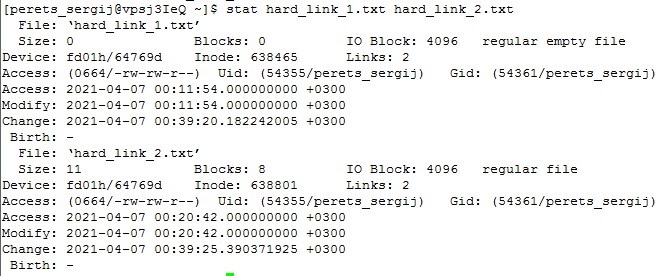 [perets_sergij@vpsj3IeQ ~]$ stat hard_link_1.txt hard_link_2.txt
File: ‘hard_link_1.txt’
Size: 0 Blocks: 0 IO Block: 4096 regular empty file
Device: fd01h/64769d Inode: 638465 Links: 2
Access: (0664/-rw-rw-r--) Uid: (54355/perets_sergij) Gid: (54361/perets_sergij)
Access: 2021-04-07 00:11:54.000000000 +0300
Modify: 2021-04-07 00:11:54.000000000 +0300
Change: 2021-04-07 00:39:20.182242005 +0300
Birth: -
File: ‘hard_link_2.txt’
Size: 11 Blocks: 8 IO Block: 4096 regular file
Device: fd01h/64769d Inode: 638801 Links: 2
Access: (0664/-rw-rw-r--) Uid: (54355/perets_sergij) Gid: (54361/perets_sergij)
Access: 2021-04-07 00:20:42.000000000 +0300
Modify: 2021-04-07 00:20:42.000000000 +0300
Change: 2021-04-07 00:39:25.390371925 +0300
Birth: -